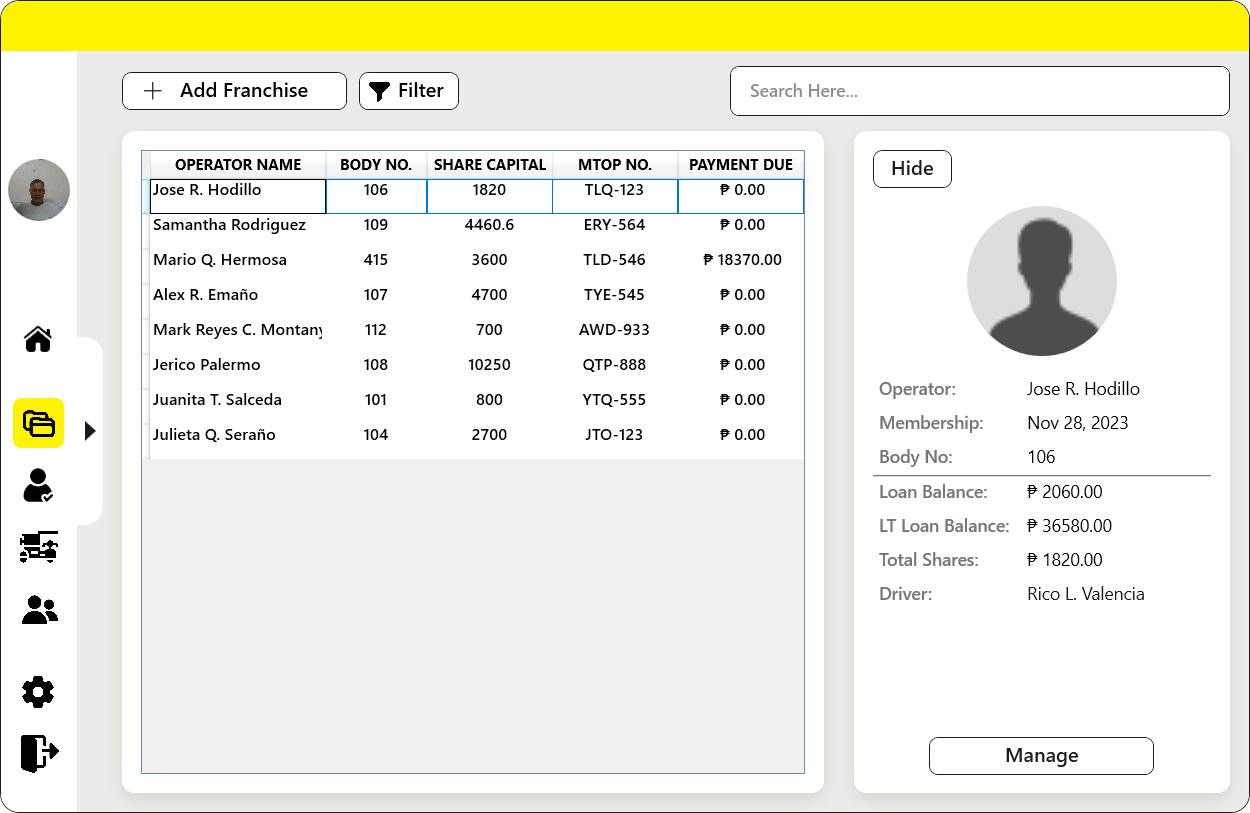 Add Franchise Filter Search Here...
OPERATOR NAME BODY NO. SHARE CAPITAL MTOP NO. PAYMENT DUE
Jose R. Hodillo 106 1820 TLQ-123 ₱ 0.00
Samantha Rodriguez 109 4460.6 ERY-564 ₱ 0.00
Mario Q. Hermosa 415 3600 TLD-546 ₱ 18370.00
Alex R. Emaño 107 4700 TYE-545 ₱ 0.00
Mark Reyes C. Montany 112 700 AWD-933 ₱ 0.00
Jerico Palermo 108 10250 QTP-888 ₱ 0.00
Juanita T. Salceda 101 800 YTQ-555 ₱ 0.00
Julieta Q. Seraño 104 2700 JTO-123 ₱ 0.00
Hide
Operator: Jose R. Hodillo
Membership: Nov 28, 2023
Body No: 106
Loan Balance: ₱ 2060.00
LT Loan Balance: ₱ 36580.00
Total Shares: ₱ 1820.00
Driver: Rico L. Valencia
Manage